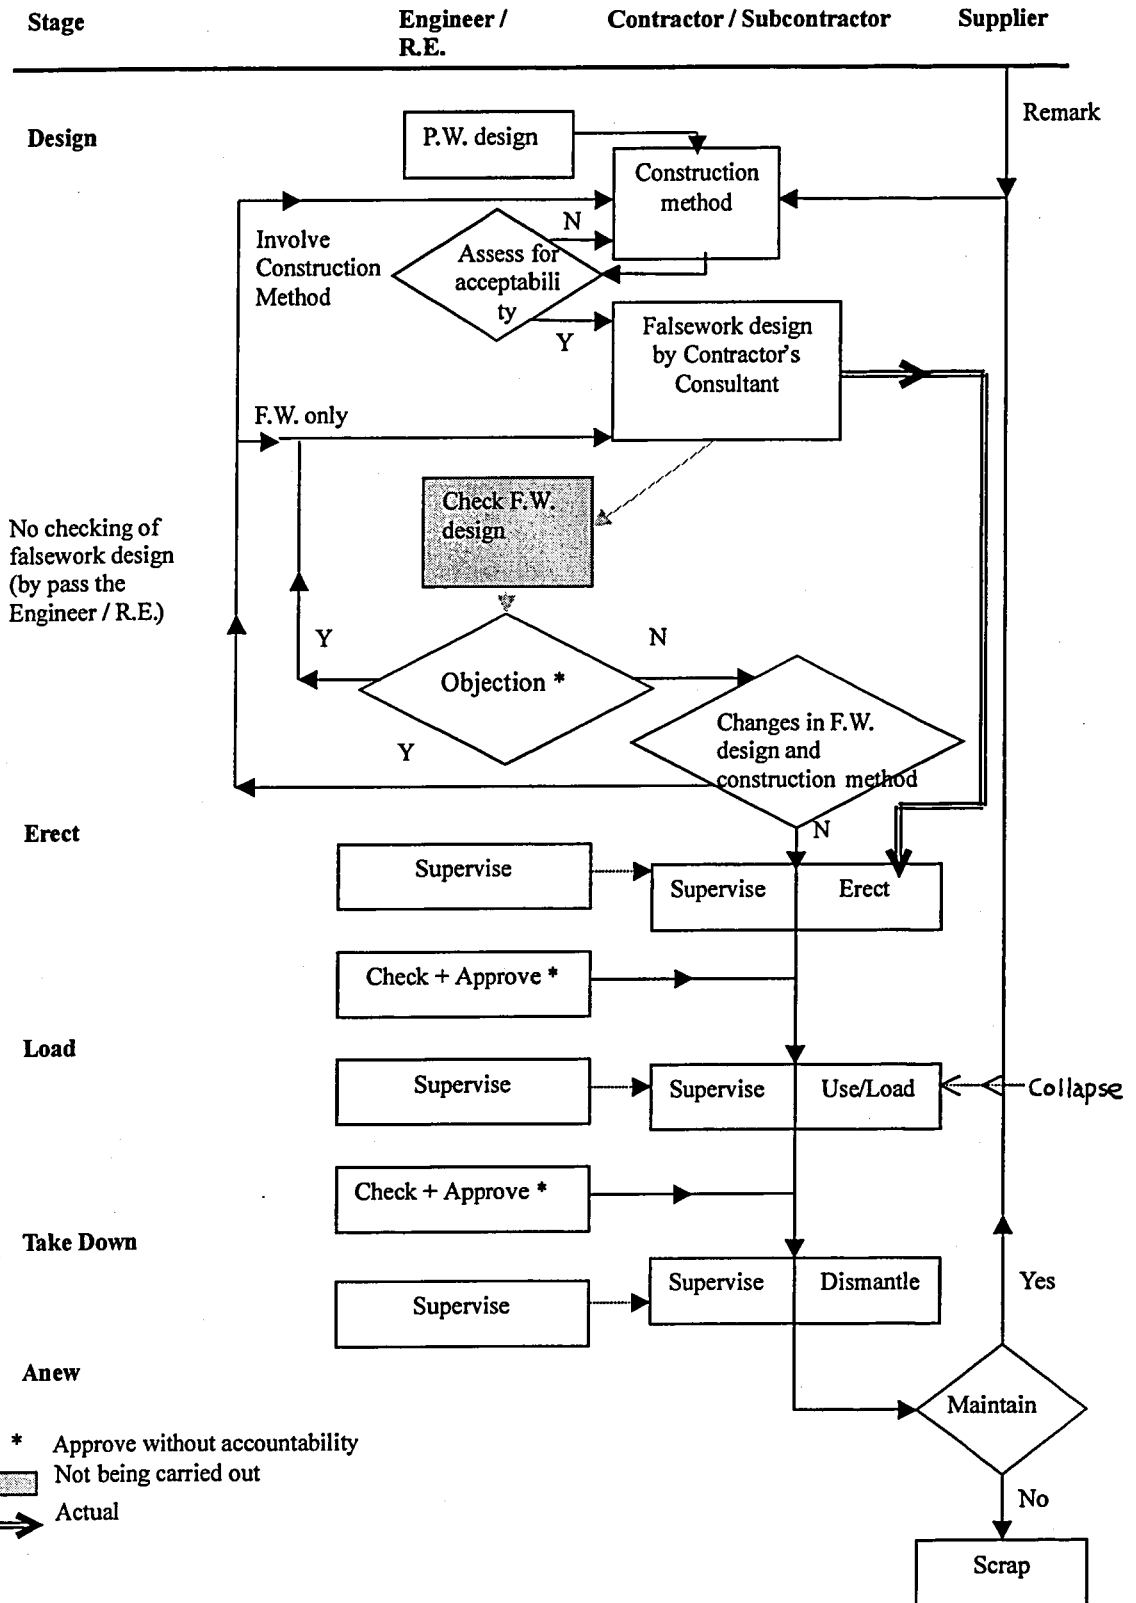 Stage
Engineer /
R.E.
Contractor / Subcontractor
Supplier
Remark
Design
P.W. design
Construction
method
N
Involve
Construction
Method
Assess for
acceptabili
ty
Y
Falsework design
by Contractor's
Consultant
F.W. only
Check F.W.
design
No checking of
falsework design
(by pass the
Engineer / R.E.)
Y
N
Objection *
Changes in F.W.
design and
construction method
Y
N
Erect
Supervise
Supervise
Erect
Check + Approve *
Load
Supervise
Supervise
Use/Load
Collapse
Check + Approve *
Take Down
Supervise
Supervise
Dismantle
Yes
Anew
Maintain
* Approve without accountability
Not being carried out
Actual
No
Scrap